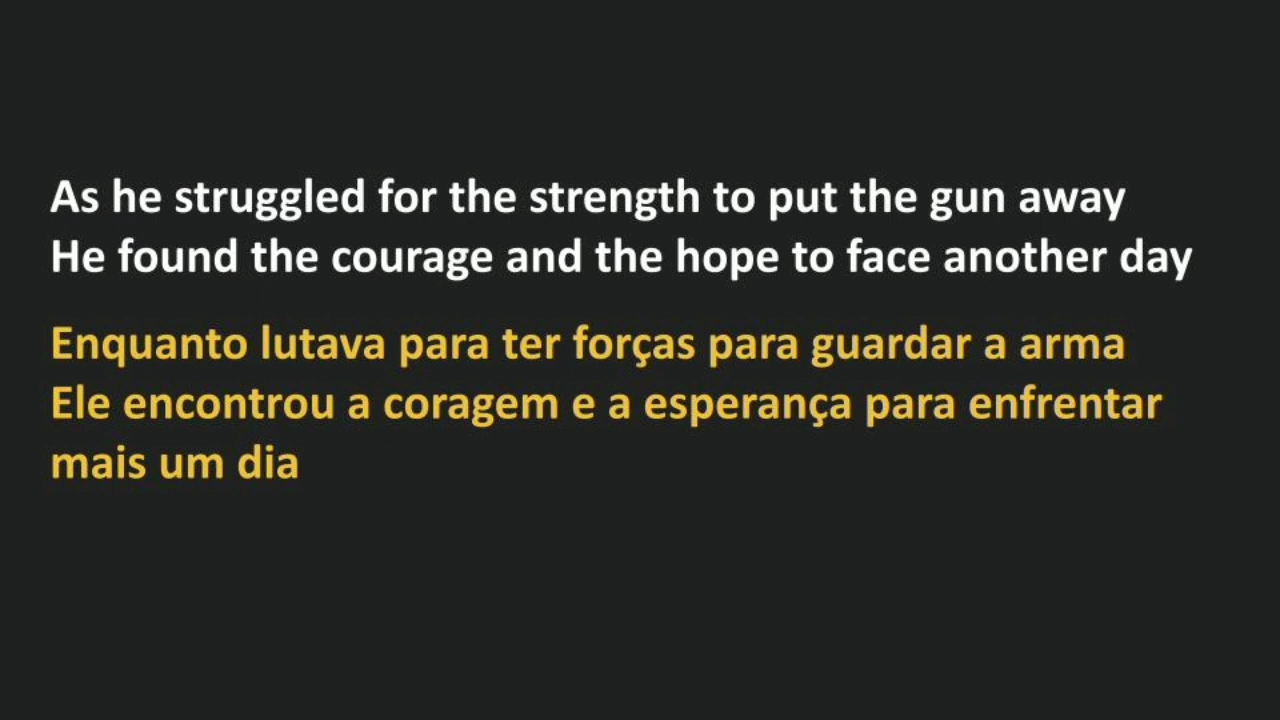 As he struggled for the strength to put the gun away
He found the courage and the hope to face another day
Enquanto lutava para ter forças para guardar a arma
Ele encontrou a coragem e a esperança para enfrentar
mais um dia